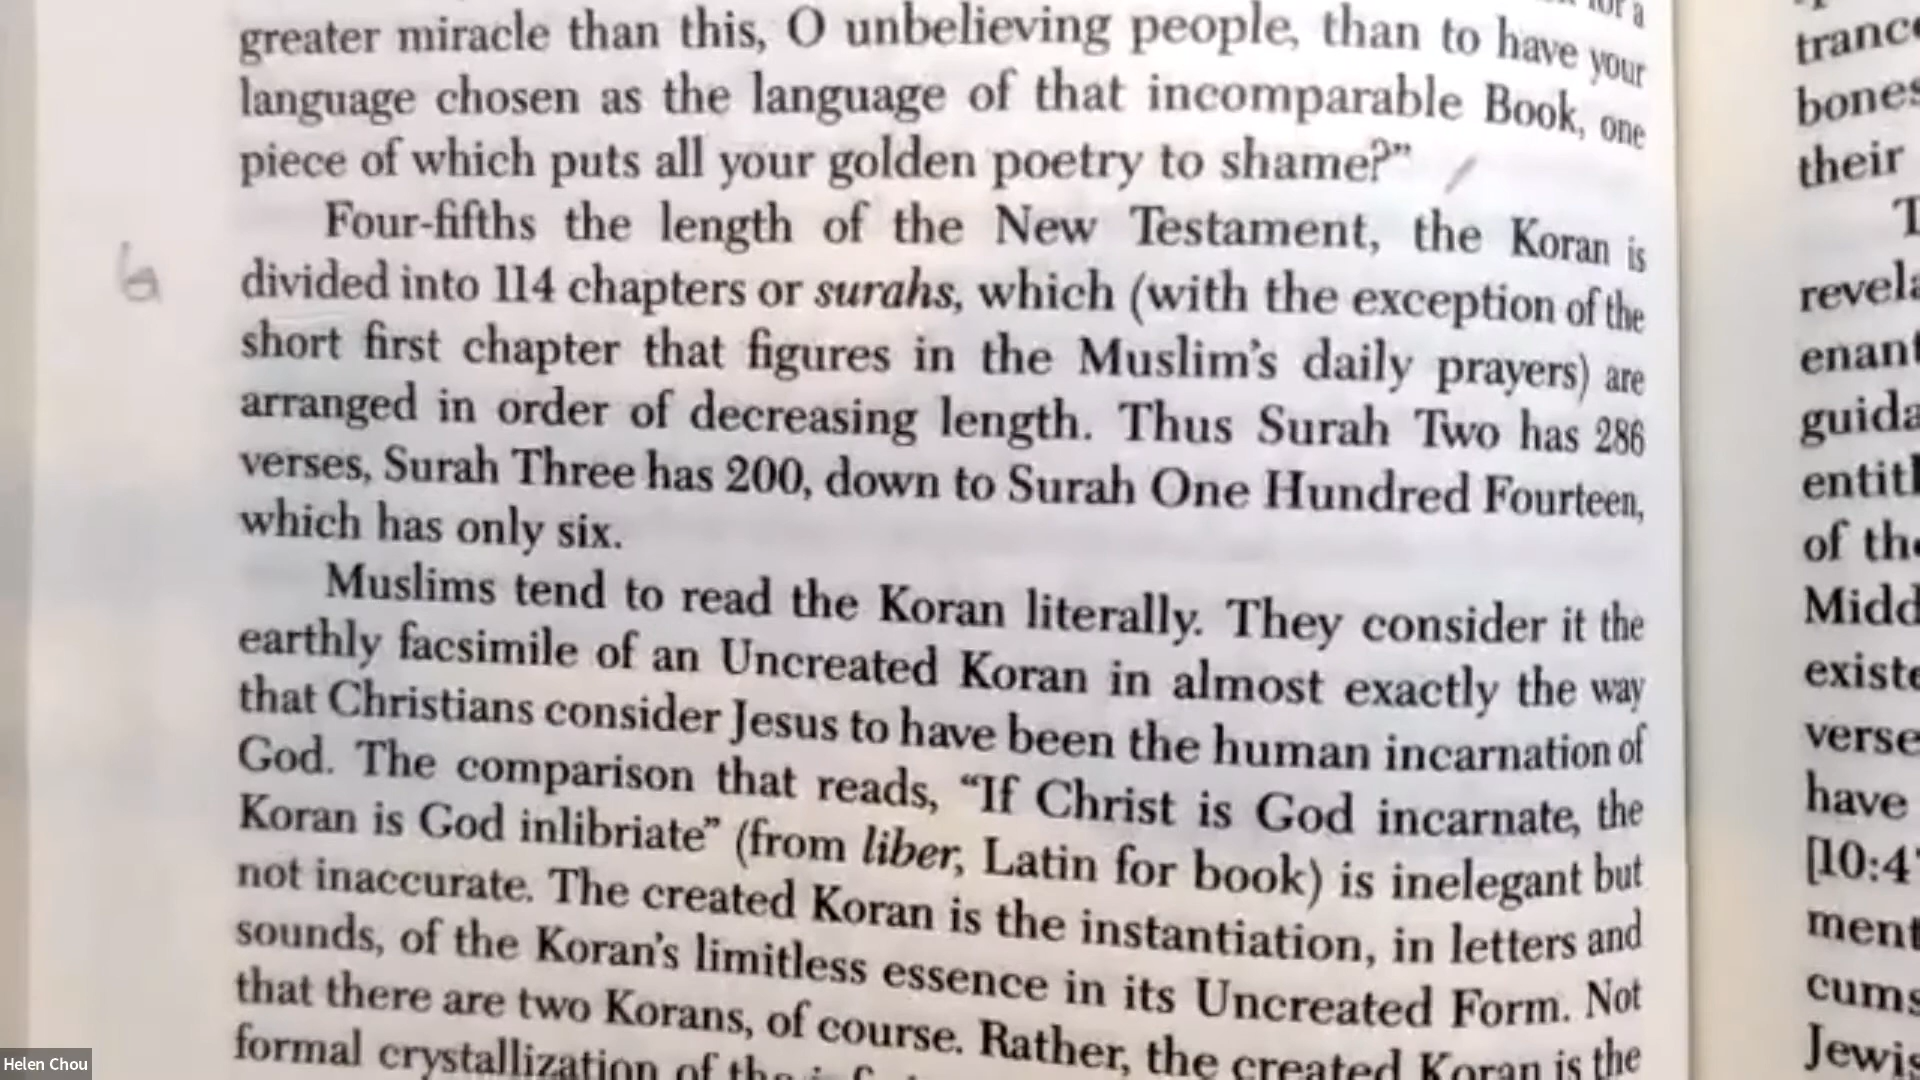 for a
greater miracle than this, O unbelieving people, than to have your
language chosen as the language of that incomparable Book, one
piece of which puts all your golden poetry to shame?”
Four-fifths the length of the New Testament, the Koran is
divided into 114 chapters or surahs, which (with the exception of the
short first chapter that figures in the Muslim’s daily prayers) are
arranged in order of decreasing length. Thus Surah Two has 286
verses, Surah Three has 200, down to Surah One Hundred Fourteen,
which has only six.
Muslims tend to read the Koran literally. They consider it the
earthly facsimile of an Uncreated Koran in almost exactly the way
that Christians consider Jesus to have been the human incarnation of
God. The comparison that reads, “If Christ is God incarnate, the
Koran is God inlibriate” (from liber, Latin for book) is inelegant but
not inaccurate. The created Koran is the instantiation, in letters and
sounds, of the Koran’s limitless essence in its Uncreated Form. Not
that there are two Korans, of course. Rather, the created Koran is the
formal crystallization of the
bones
their
T
revela
enant
guida
entitl
of the
Midd
existe
verse
have
[10:4
ment
cums
Jewis
Helen Chou